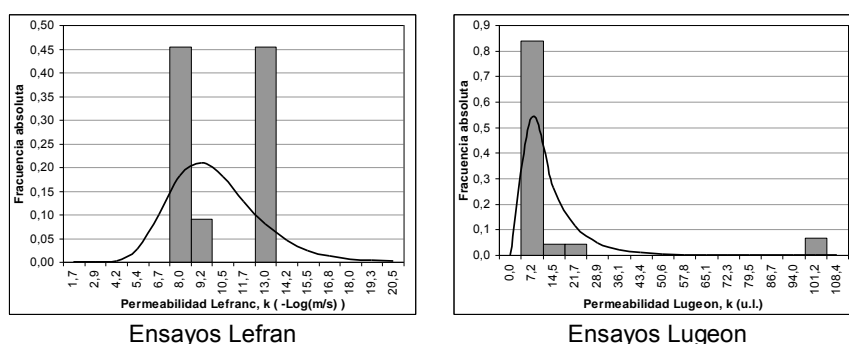 0,50
0,45
0,40
0,35
0,30
0,25
0,20
0,15
0,10
0,05
0,00
Fracuencia absoluta
1,7 2,9 4,2 5,4 6,7 8,0 9,2 10,5 11,7 13,0 14,2 15,5 16,8 18,0 19,3 20,5
Permeabilidad Lefranc, k ( -Log(m/s) )
Ensayos Lefran
0,9
0,8
0,7
0,6
0,5
0,4
0,3
0,2
0,1
0,0
Fracuencia absoluta
0,0 7,2 14,5 21,7 28,9 36,1 43,4 50,6 57,8 65,1 72,3 79,5 86,7 94,0 101,2 108,4
Permeabilidad Lugeon, k (u.l.)
Ensayos Lugeon